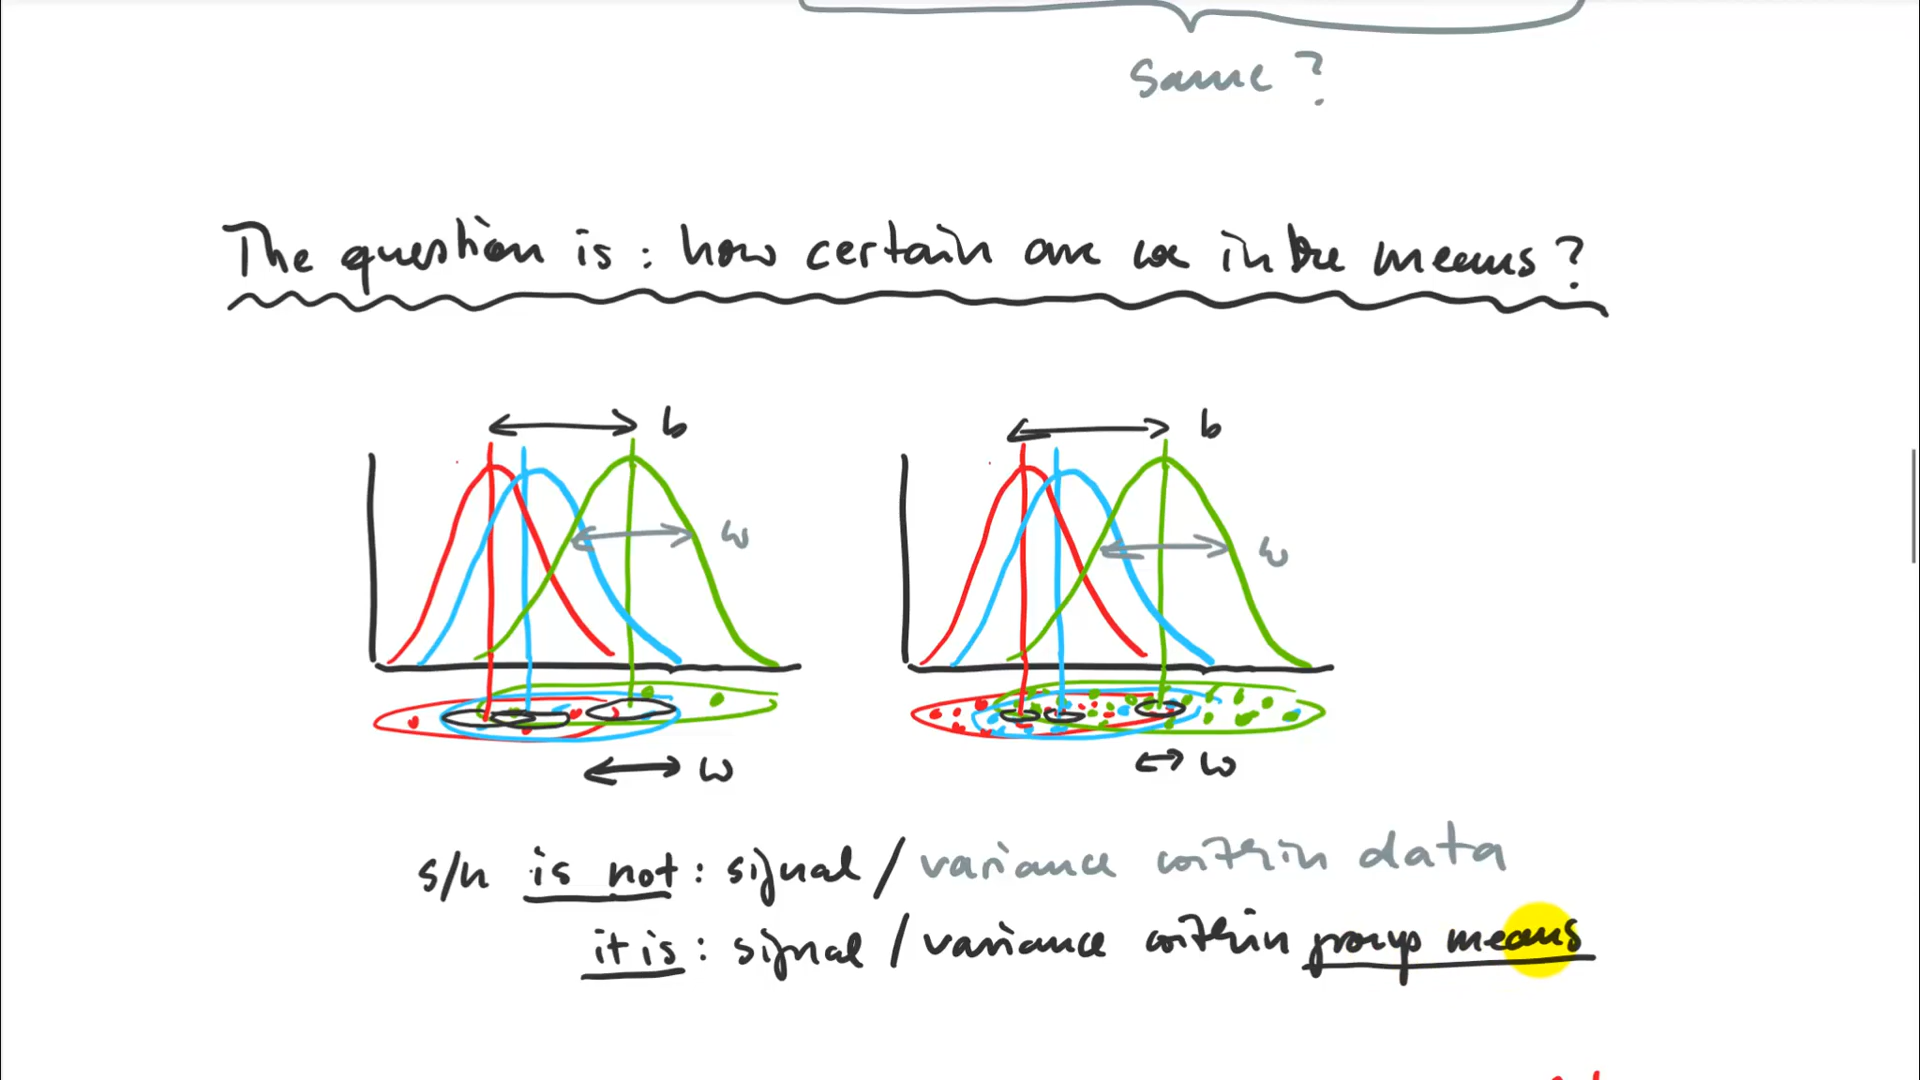 same?
The question is: how certain are we in the means?
b b
w w
w w
s/n is not: signal / variance within data
it is: signal / variance within group means